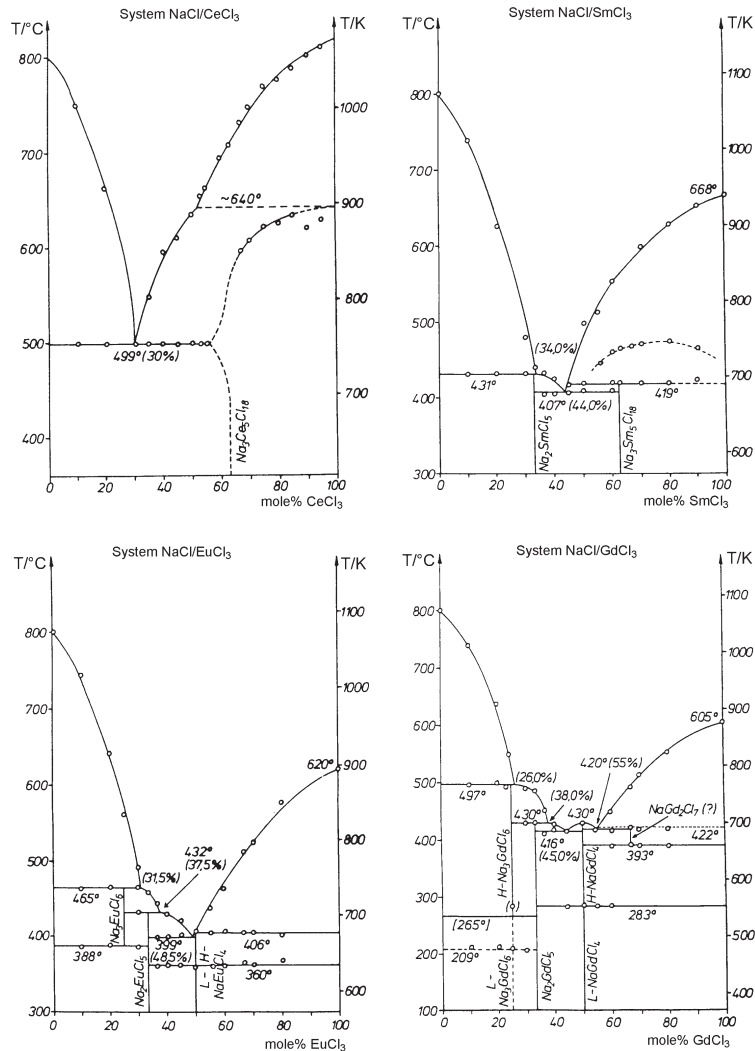 System NaCl/CeCl3
T/°C
T/K
800
700
600
500
400
1000
900
800
700
~640°
499° (30%)
Na3Ce5Cl18
0 20 40 60 80 100
mole% CeCl3
System NaCl/SmCl3
T/°C
T/K
800
700
600
500
400
300
1100
1000
900
800
700
600
668°
(34,0%)
431°
407° (44,0%)
419°
Na2SmCl5
Na3Sm5Cl18
0 20 40 60 80 100
mole% SmCl3
System NaCl/EuCl3
T/°C
T/K
800
700
600
500
400
300
1100
1000
900
800
700
600
620°
432°
(37,5%)
(31,5%)
465°
Na3EuCl6
399°
(48,5%)
406°
388°
360°
Na2EuCl5
L - H -
NaEuCl4
0 20 40 60 80 100
mole% EuCl3
System NaCl/GdCl3
T/°C
T/K
800
700
600
500
400
300
200
100
1100
1000
900
800
700
600
500
400
605°
420° (55%)
(26,0%)
497°
(38,0%)
NaGd2Cl7 (?)
430°
430°
416°
(45,0%)
422°
393°
H-Na3GdCl6
H-NaGdCl4
283°
[265°]
209°
L-
Na3GdCl6
Na2GdCl5
L-NaGdCl4
0 20 40 60 80 100
mole% GdCl3